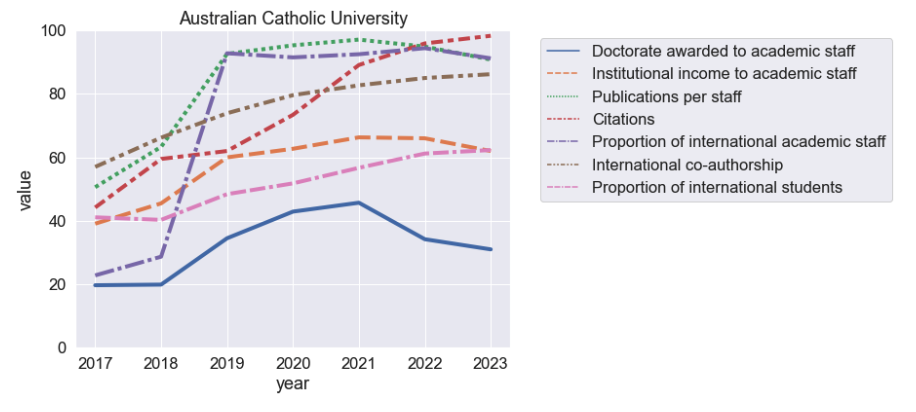 Australian Catholic University
100
80
60
40
20
0
value
2017 2018 2019 2020 2021 2022 2023
year
Doctorate awarded to academic staff
Institutional income to academic staff
Publications per staff
Citations
Proportion of international academic staff
International co-authorship
Proportion of international students